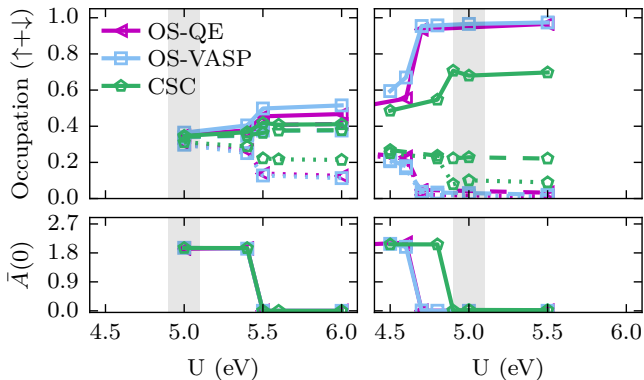 1.0
0.8
0.6
0.4
0.2
0.0
Occupation (↑+↓)
OS-QE
OS-VASP
CSC
2.7
1.8
0.9
0.0
Ā(0)
4.5 5.0 5.5 6.0 4.5 5.0 5.5 6.0
U (eV) U (eV)